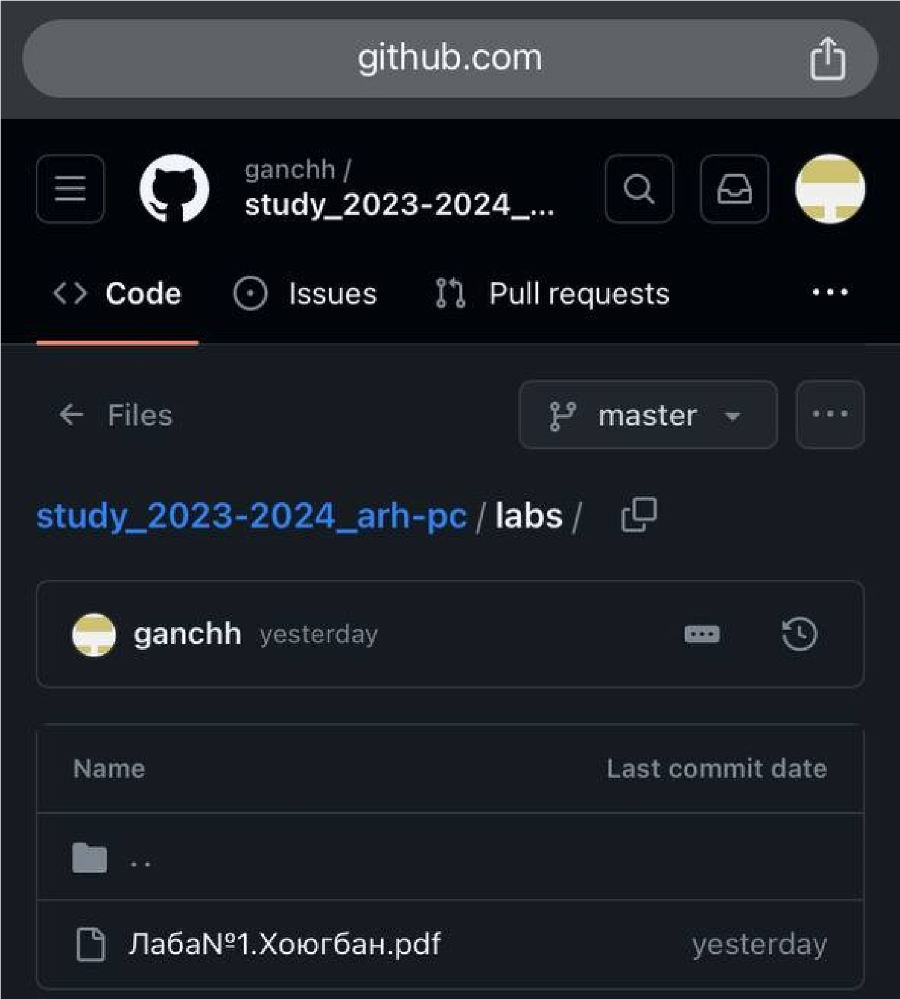 github.com
ganchh /
study_2023-2024_...
Code Issues Pull requests
Files master
study_2023-2024_arh-pc / labs /
ganchh yesterday
Name Last commit date
..
Лаба№1.Хоюгбан.pdf yesterday